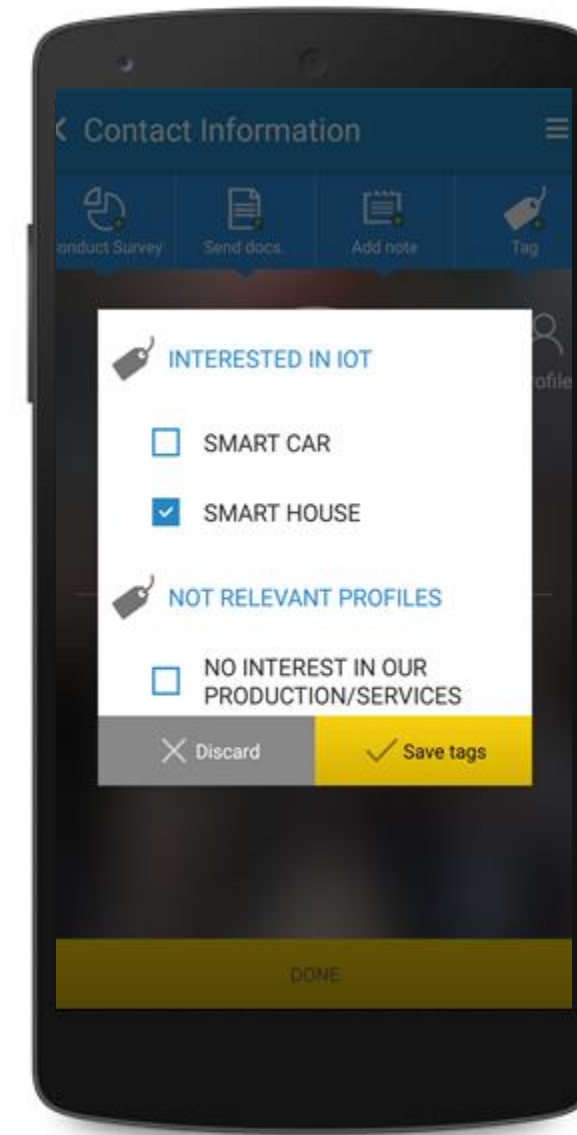 Contact Information
onduct Survey
Send docs.
Add note
Tag
ofile
INTERESTED IN IOT
SMART CAR
SMART HOUSE
NOT RELEVANT PROFILES
NO INTEREST IN OUR
PRODUCTION/SERVICES
Discard
Save tags
DONE